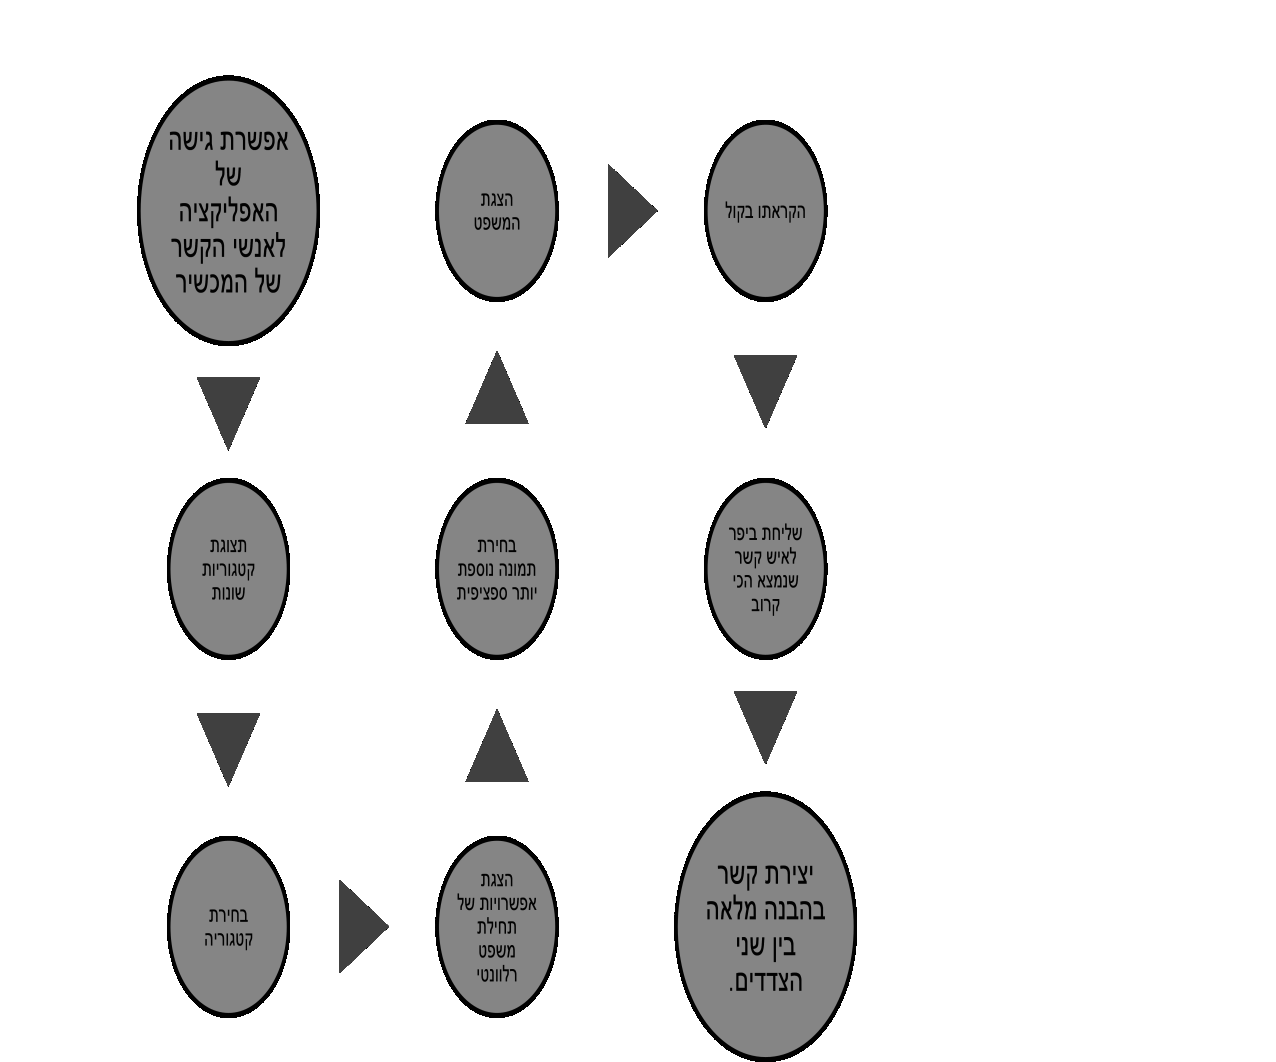 אפשרת גישה
של
האפליקציה
לאנשי הקשר
של המכשיר
תצוגת
קטגוריות
שונות
בחירת
קטגוריה
הצגת
אפשרויות של
תחילת
משפט
רלוונטי
בחירת
תמונה נוספת
יותר ספציפית
הצגת
המשפט
הקראתו בקול
שליחת ביפר
לאיש קשר
שנמצא הכי
קרוב
יצירת קשר
בהבנה מלאה
בין שני
הצדדים.